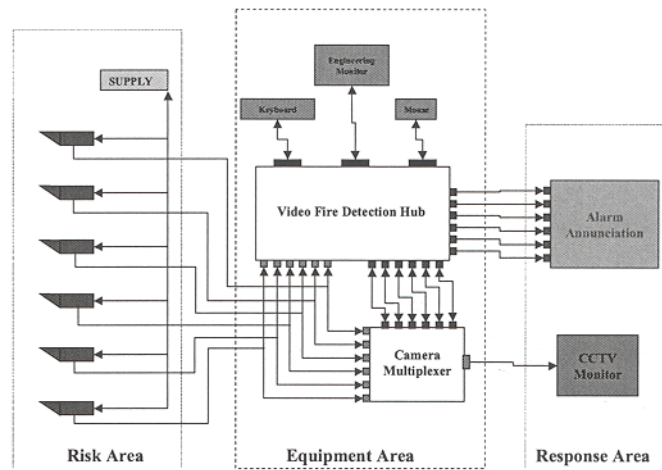 SUPPLY
Engineering
Monitor
Keyboard
Mouse
Video Fire Detection Hub
Alarm
Annunciation
Camera
Multiplexer
CCTV
Monitor
Risk Area
Equipment Area
Response Area